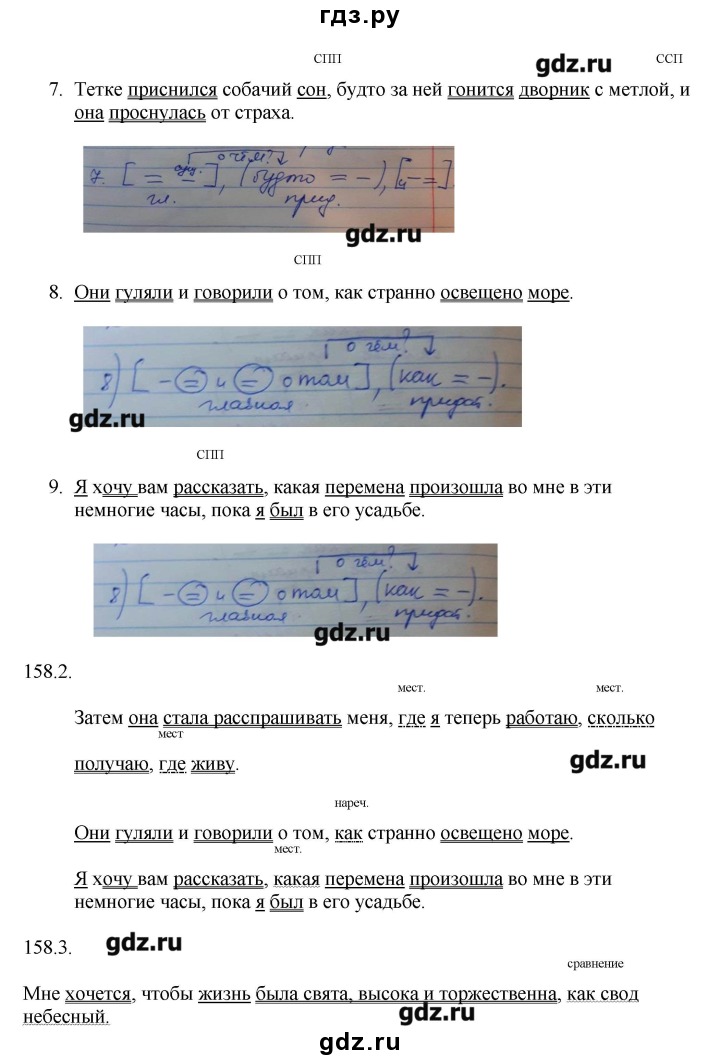 гдз.ру
СПП ССП
gdz.ru
7. Тетке приснился собачий сон, будто за ней гонится дворник с метлой, и
она проснулась от страха.
о чём?
7. [ = сущ. – ], (будто = –), [и – =]
гл. прид.
gdz.ru
СПП
8. Они гуляли и говорили о том, как странно освещено море.
о чём?
8) [ – = и = о том ], (как = –).
главная. придат.
gdz.ru
СПП
9. Я хочу вам рассказать, какая перемена произошла во мне в эти
немногие часы, пока я был в его усадьбе.
о чём?
8) [ – = и = о том ], (как = –).
главная. придат.
gdz.ru
158.2.
мест. мест.
Затем она стала расспрашивать меня, где я теперь работаю, сколько
мест
получаю, где живу.
gdz.ru
нареч.
Они гуляли и говорили о том, как странно освещено море.
мест.
Я хочу вам рассказать, какая перемена произошла во мне в эти
немногие часы, пока я был в его усадьбе.
158.3.
gdz.ru
сравнение
Мне хочется, чтобы жизнь была свята, высока и торжественна, как свод
небесный.
gdz.ru
гдз.ру